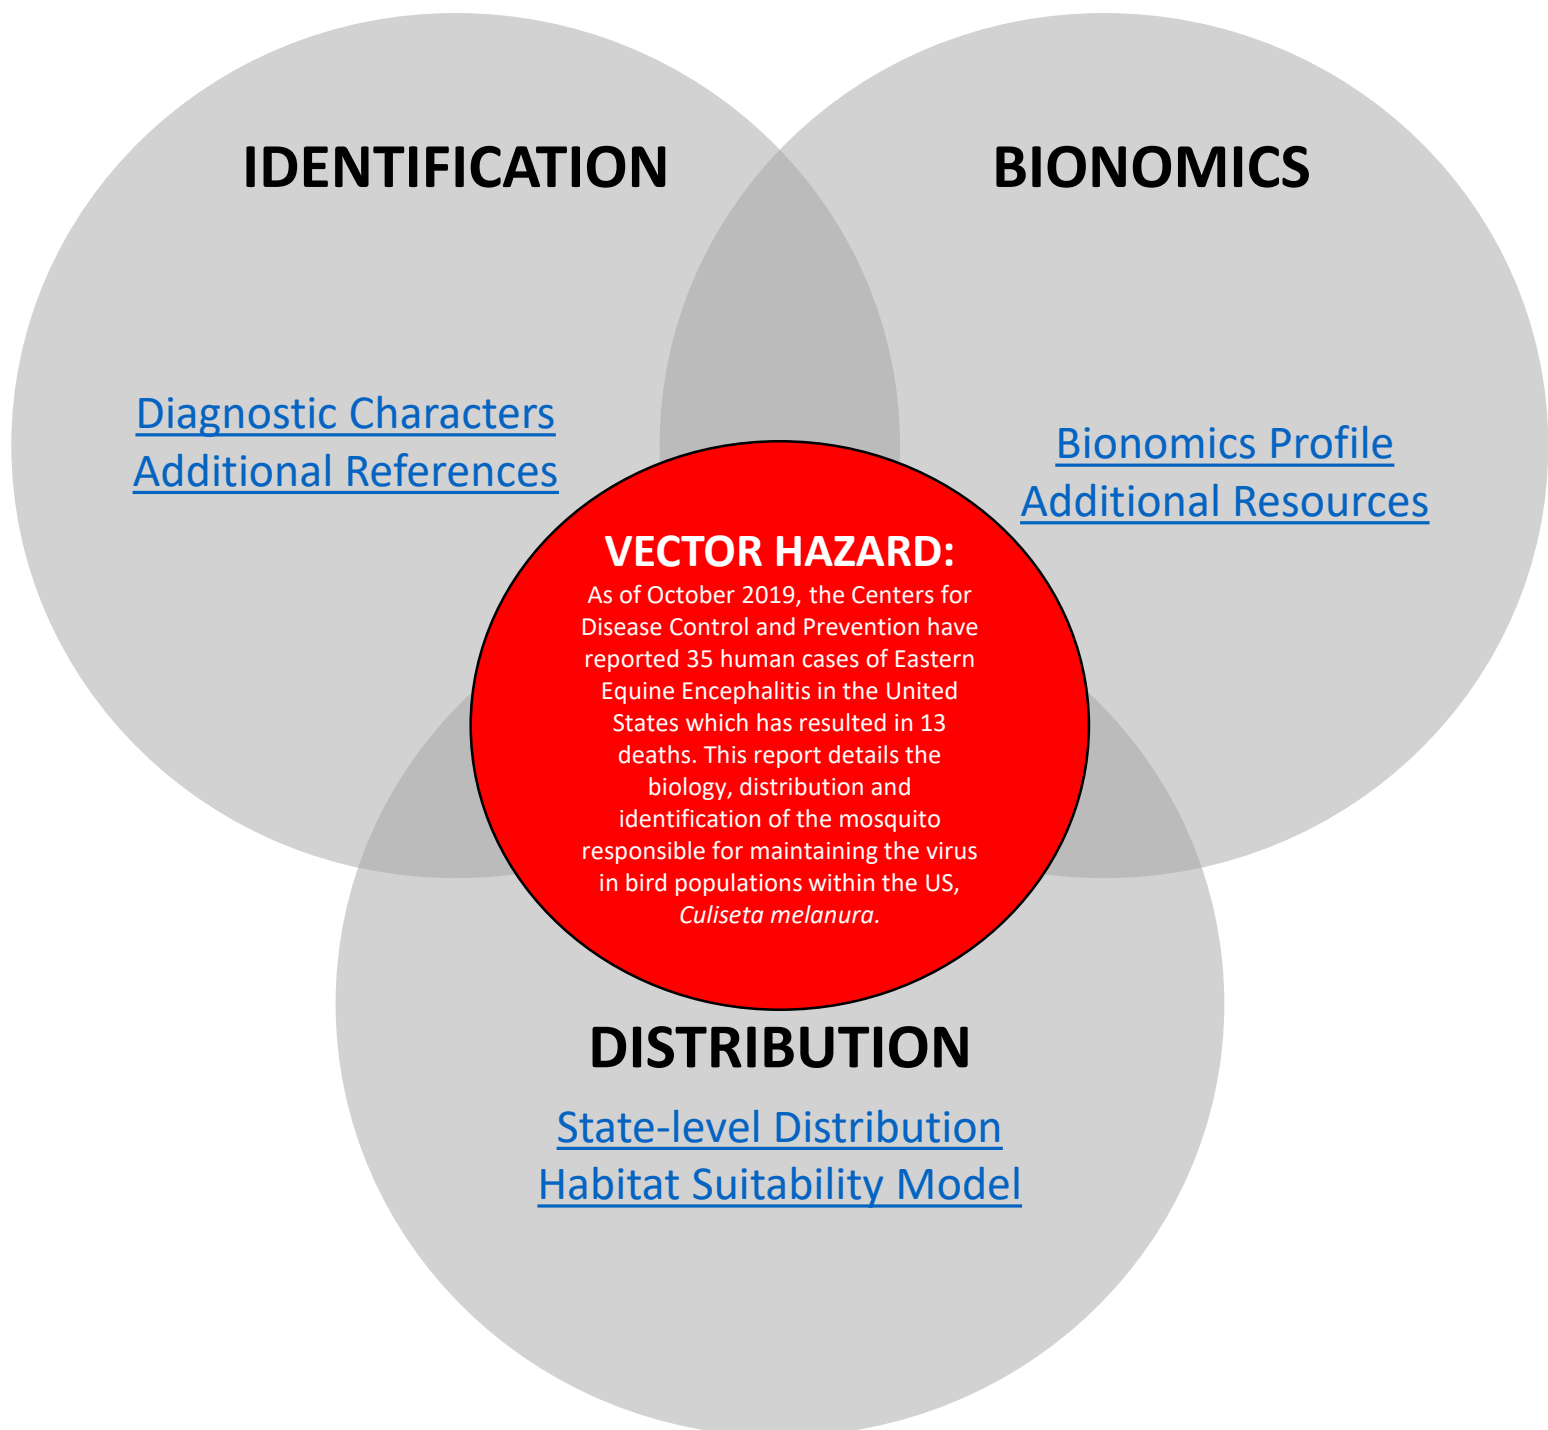 IDENTIFICATION
Diagnostic Characters
Additional References
BIONOMICS
Bionomics Profile
Additional Resources
VECTOR HAZARD:
As of October 2019, the Centers for
Disease Control and Prevention have
reported 35 human cases of Eastern
Equine Encephalitis in the United
States which has resulted in 13
deaths. This report details the
biology, distribution and
identification of the mosquito
responsible for maintaining the virus
in bird populations within the US,
Culiseta melanura.
DISTRIBUTION
State-level Distribution
Habitat Suitability Model